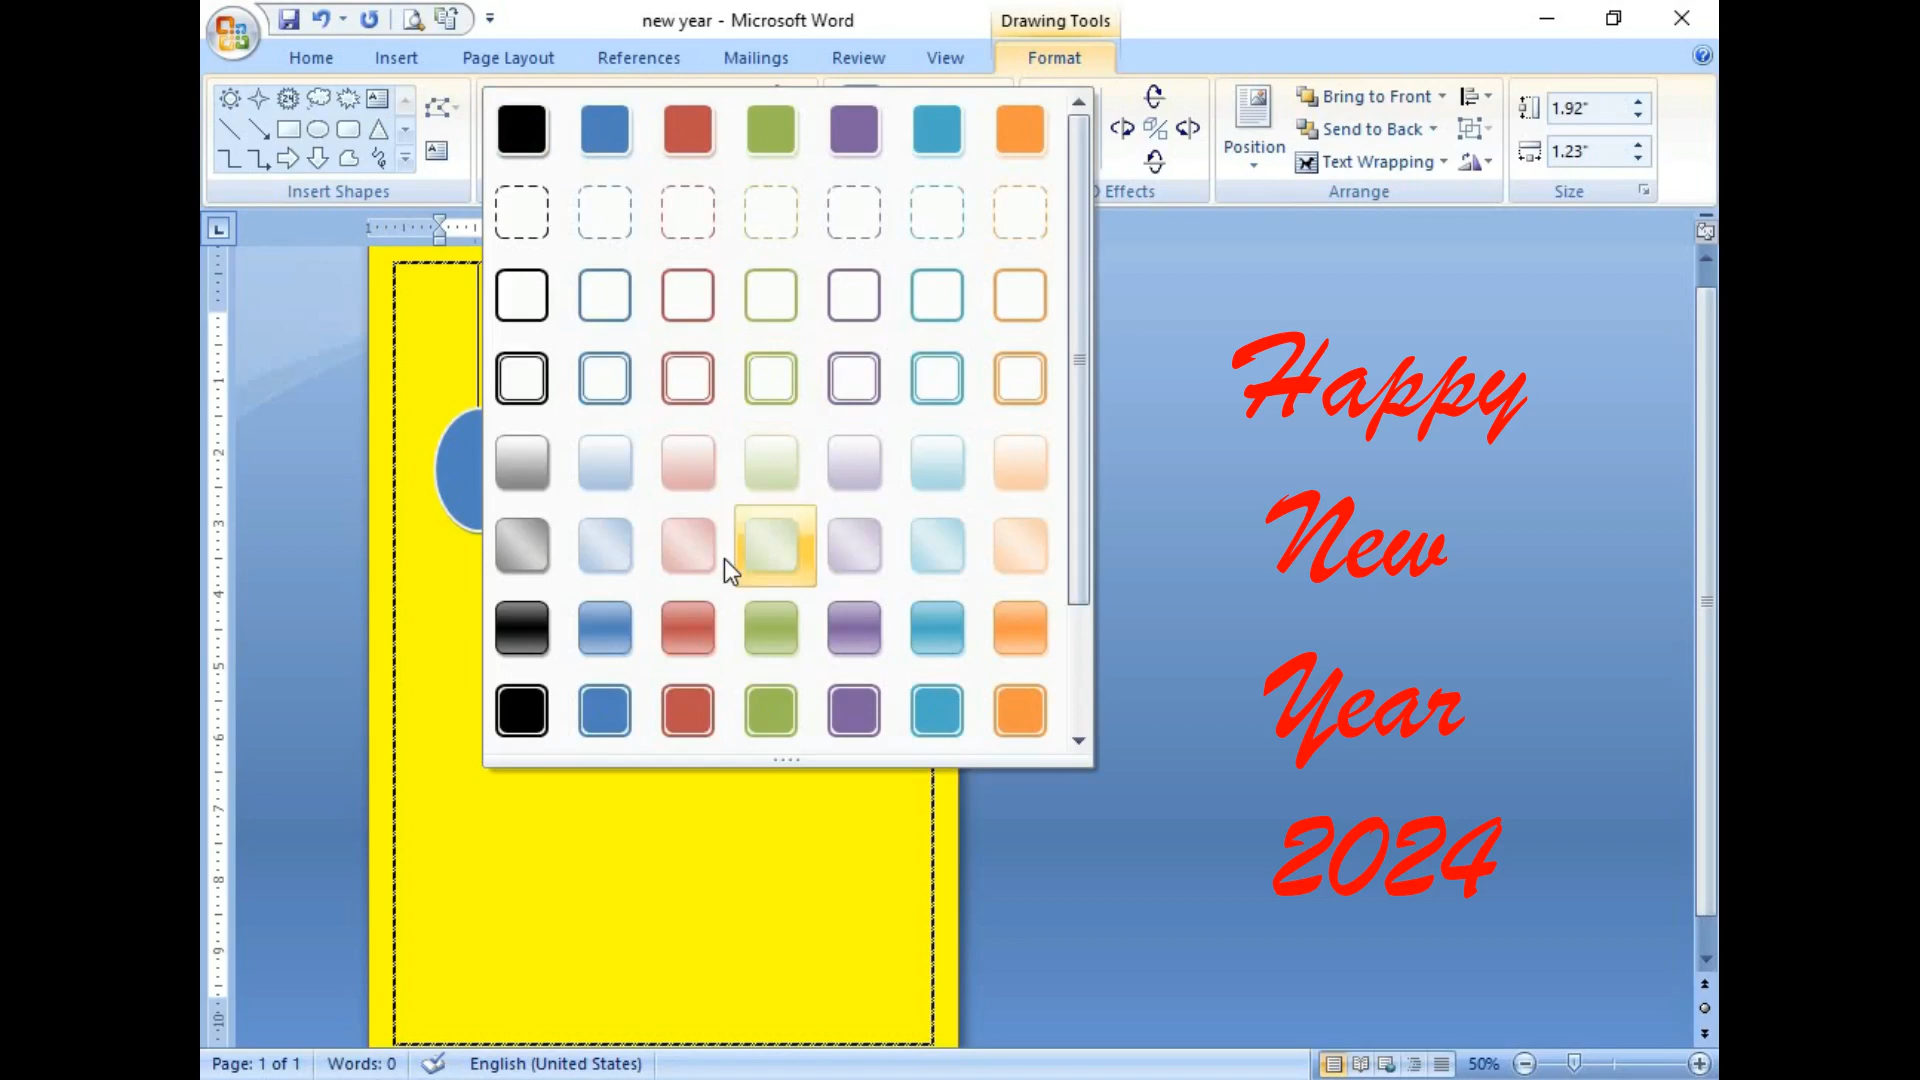 new year - Microsoft Word
Drawing Tools
Home Insert Page Layout References Mailings Review View Format
Bring to Front
Send to Back
Text Wrapping
Position
1.92"
1.23"
Insert Shapes
Effects
Arrange
Size
Happy
New
Year
2024
Page: 1 of 1
Words: 0
English (United States)
50%